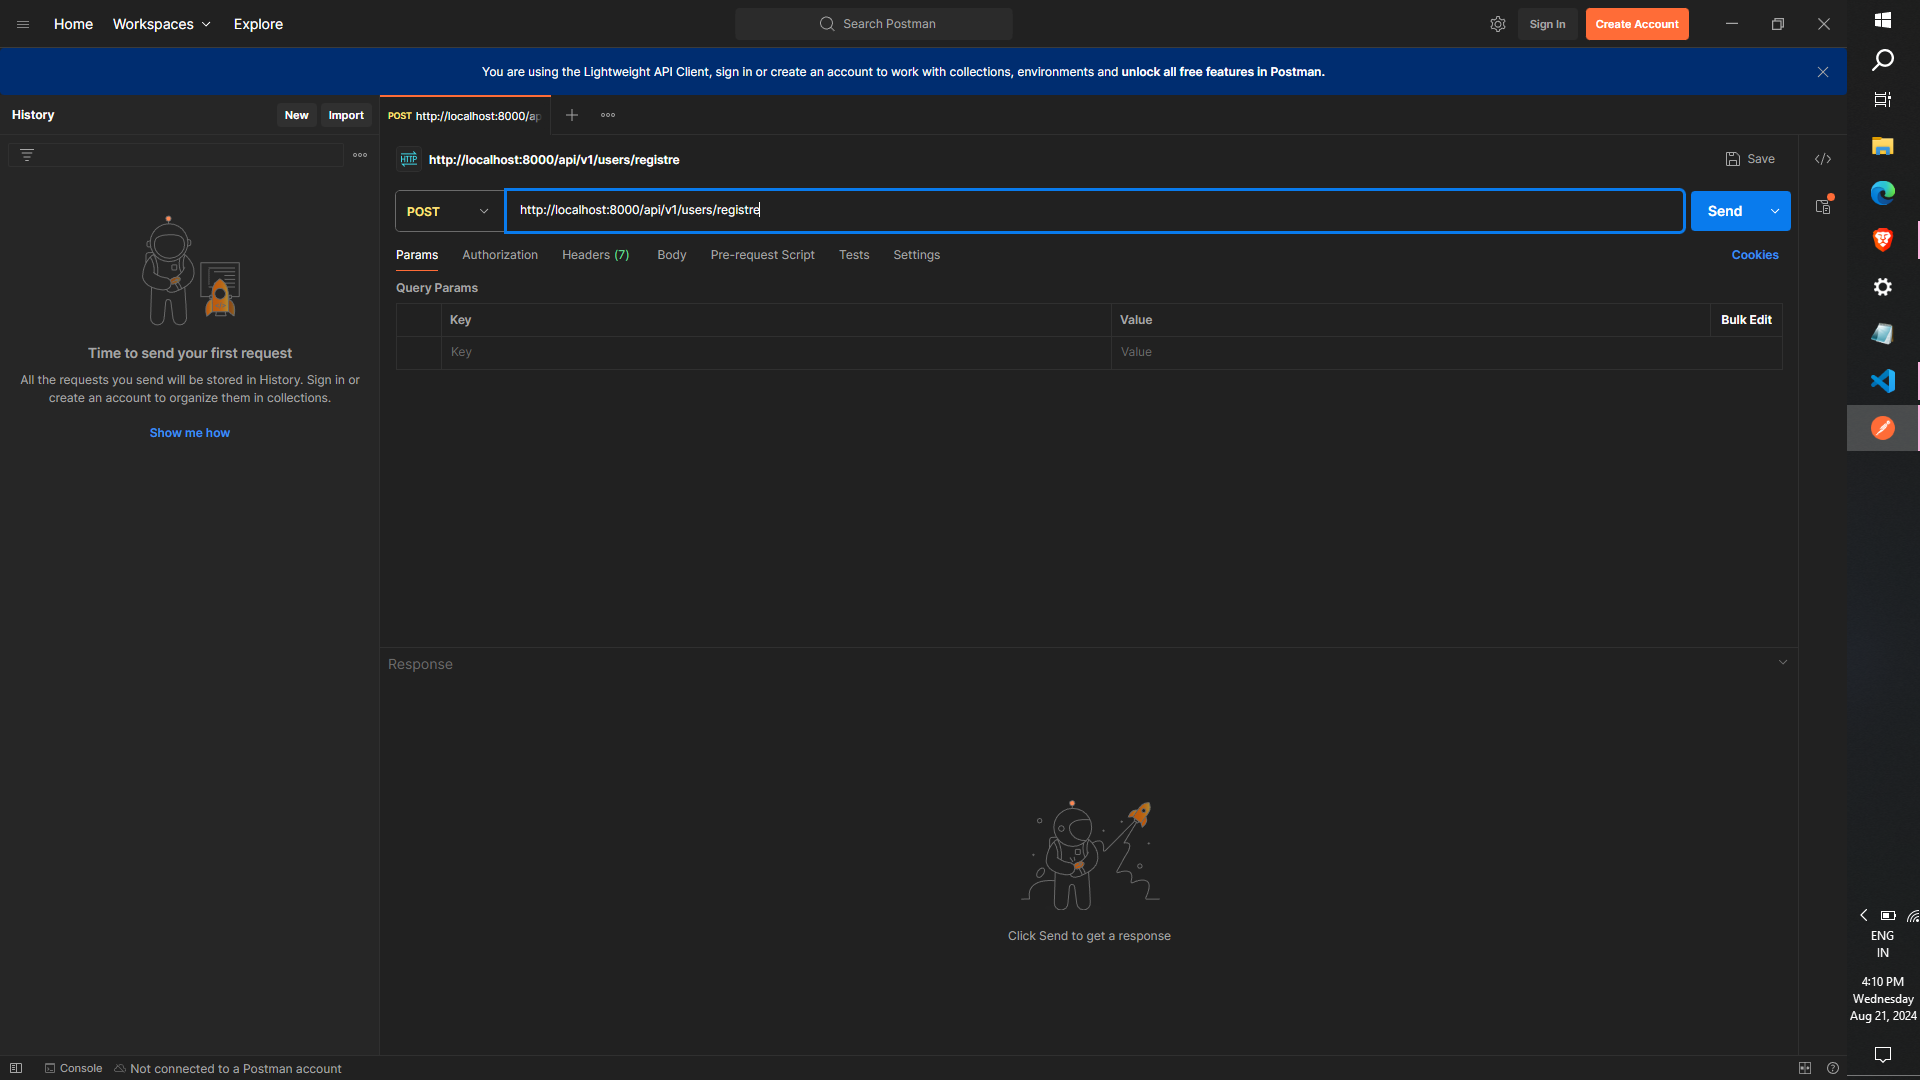 Home Workspaces Explore Search Postman Sign In Create Account
You are using the Lightweight API Client, sign in or create an account to work with collections, environments and unlock all free features in Postman.
History New Import
POST http://localhost:8000/ap
HTTP http://localhost:8000/api/v1/users/registre Save
POST http://localhost:8000/api/v1/users/registre Send
Params Authorization Headers (7) Body Pre-request Script Tests Settings Cookies
Query Params
Key Value Bulk Edit
Key Value
Time to send your first request
All the requests you send will be stored in History. Sign in or
create an account to organize them in collections.
Show me how
Response
Click Send to get a response
Console Not connected to a Postman account
ENG
IN
4:10 PM
Wednesday
Aug 21, 2024